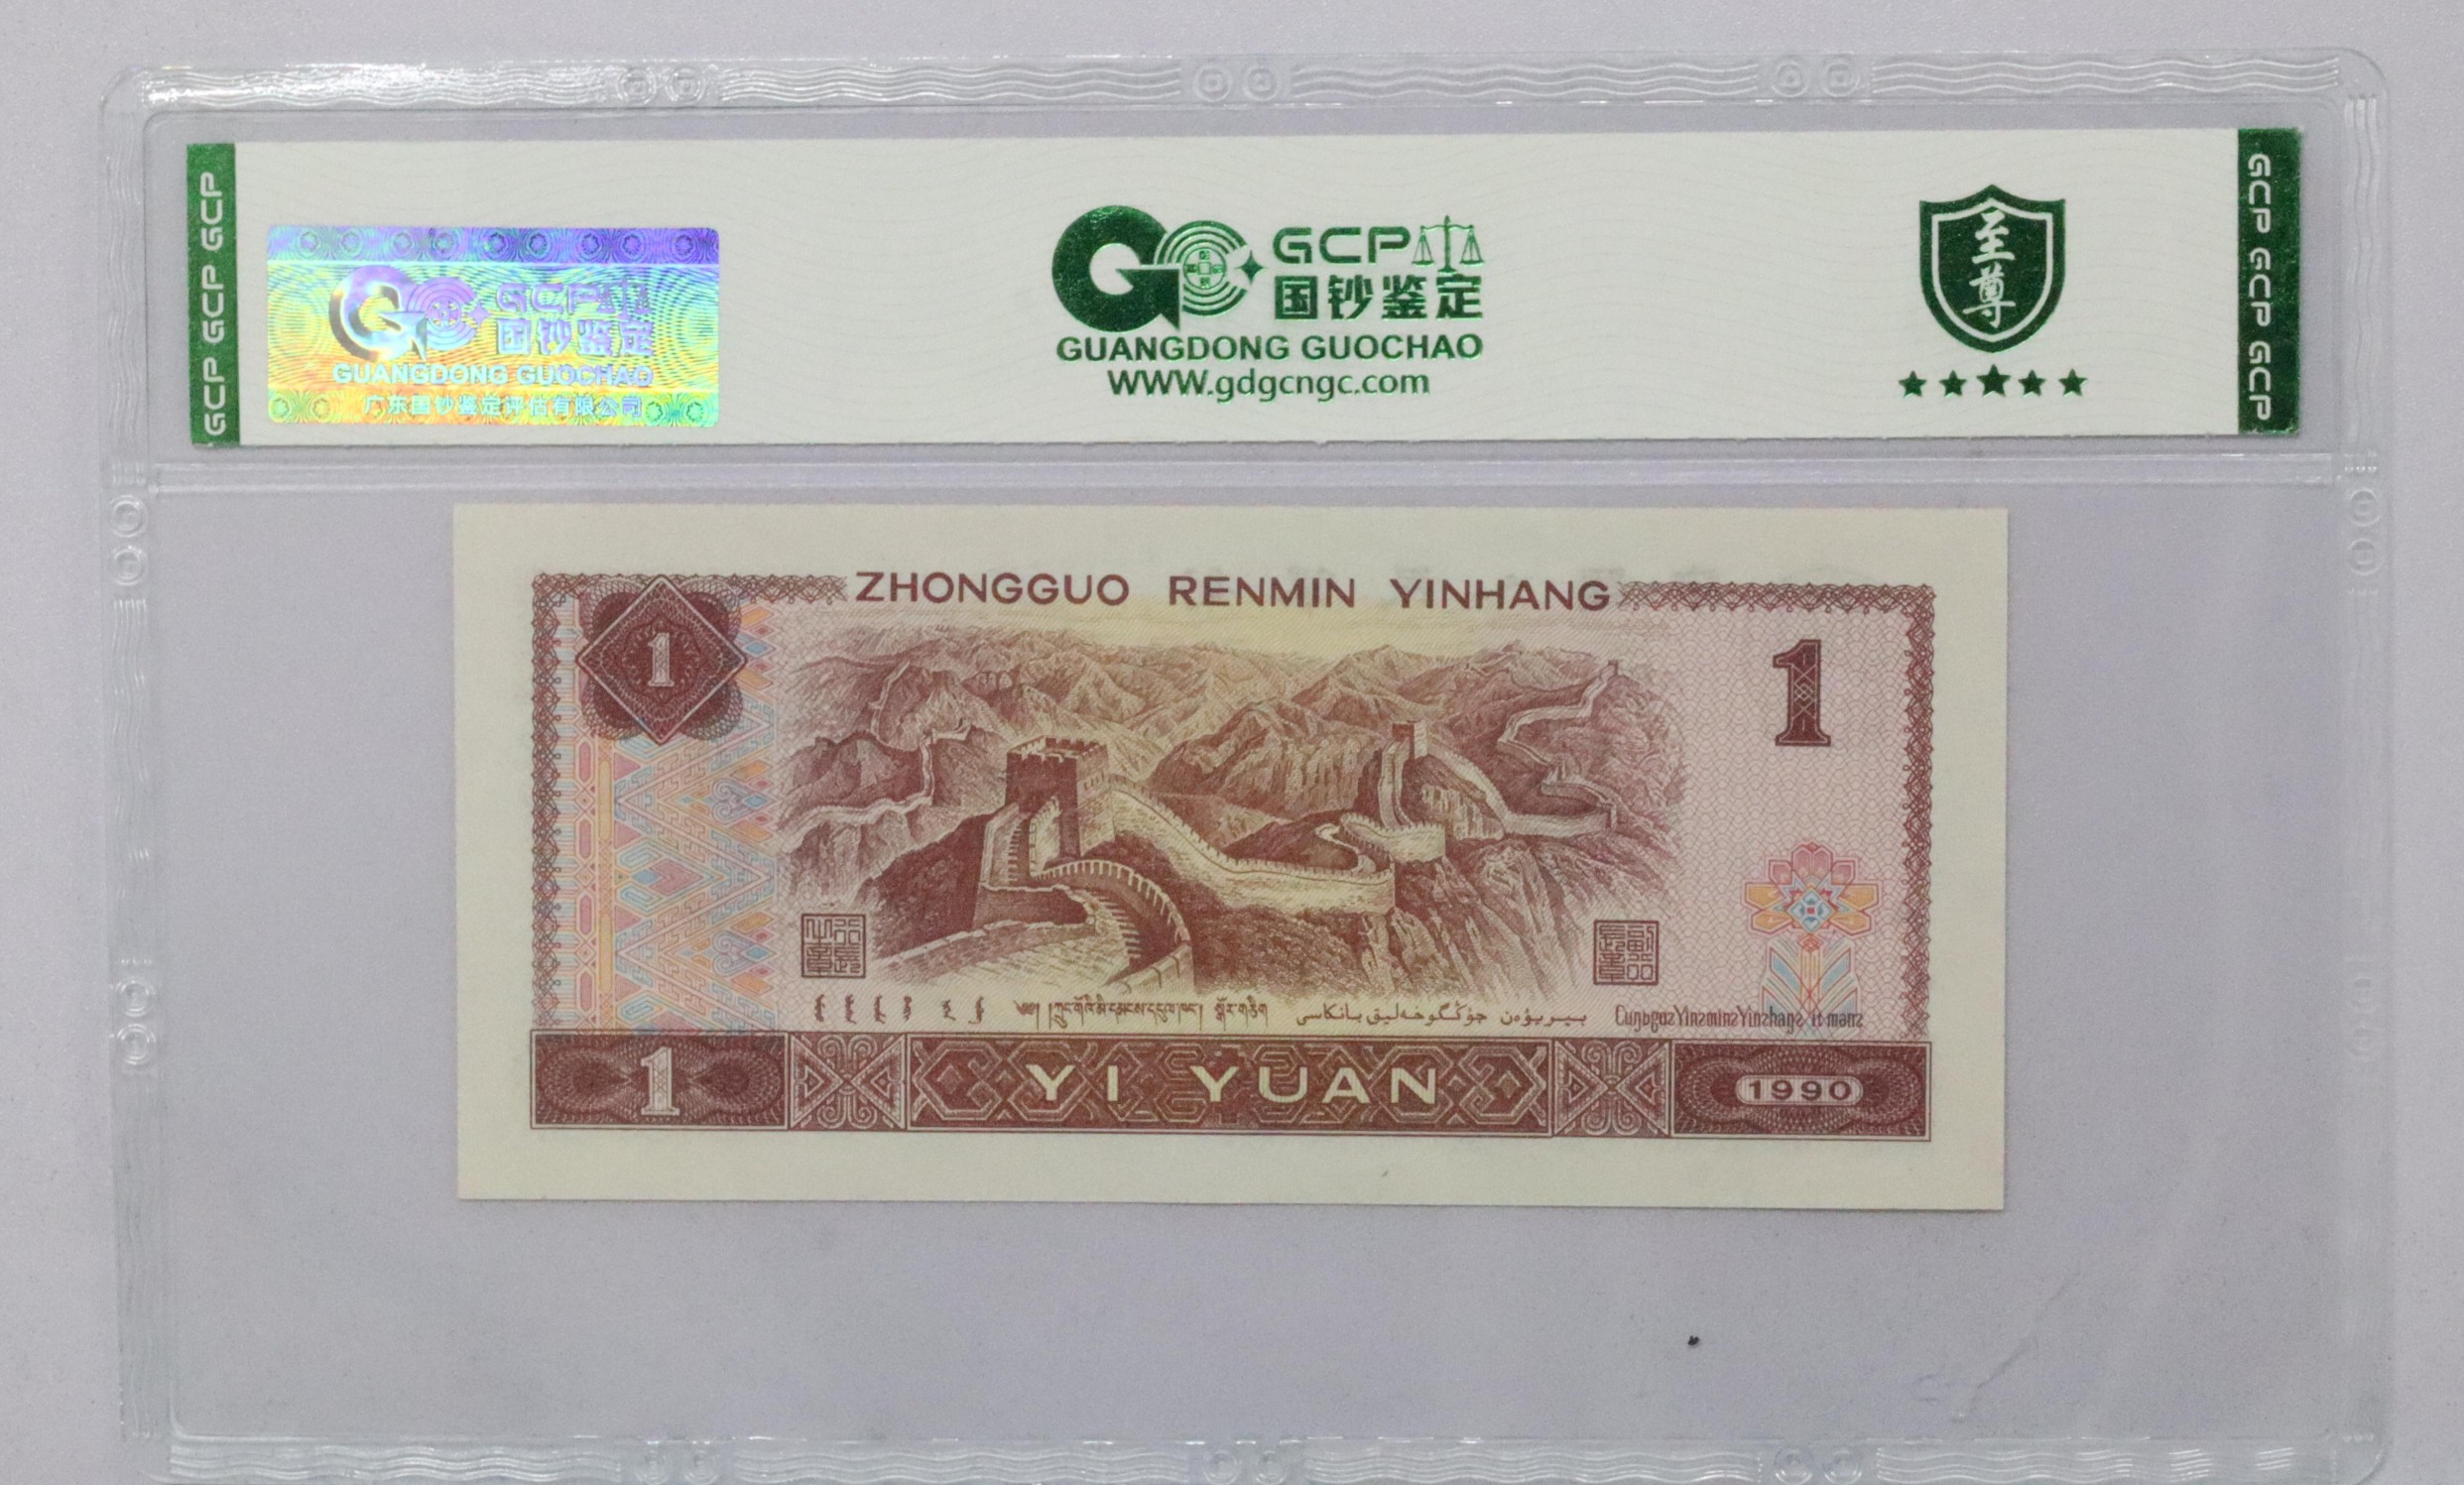 GCP GCP GCP
GCP
国钞鉴定
GUANGDONG GUOCHAO
广东国钞鉴定评估有限公司
GCP
国钞鉴定
GUANGDONG GUOCHAO
WWW.gdgcngc.com
至尊
GCP GCP GCP
ZHONGGUO RENMIN YINHANG
1
1
1
YI YUAN
1990